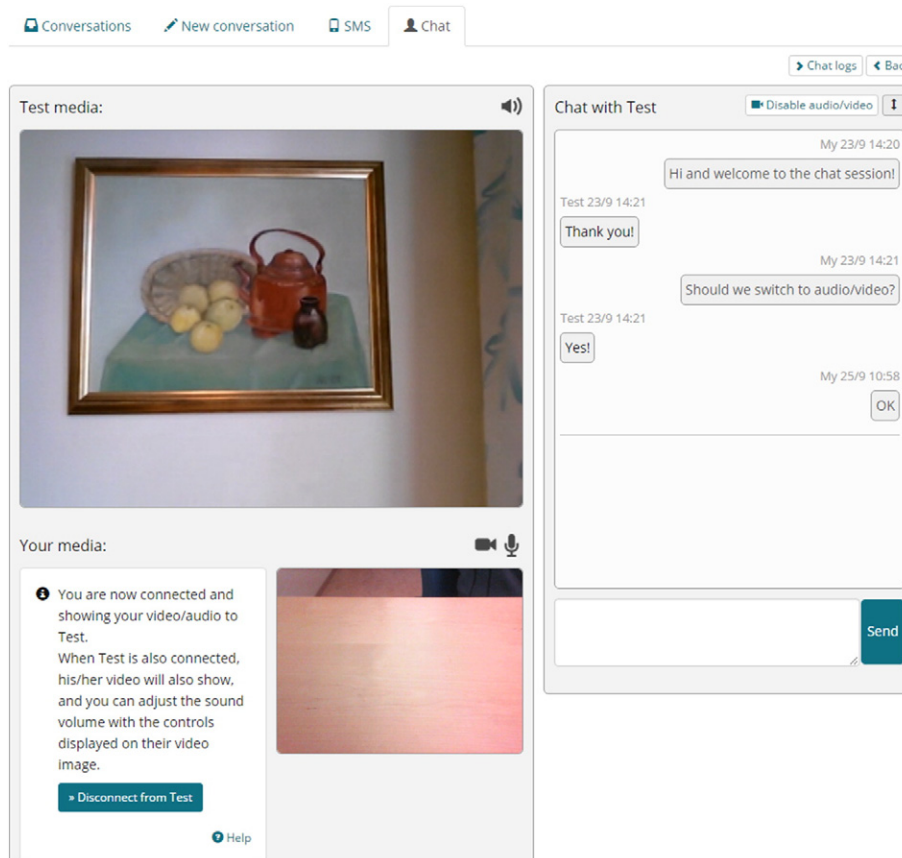 Conversations New conversation SMS Chat
Chat logs
Test media:
Your media:
You are now connected and
showing your video/audio to
Test.
When Test is also connected,
his/her video will also show,
and you can adjust the sound
volume with the controls
displayed on their video
image.
» Disconnect from Test
Help
Chat with Test Disable audio/video
My 23/9 14:20
Hi and welcome to the chat session!
Test 23/9 14:21
Thank you!
My 23/9 14:21
Should we switch to audio/video?
Test 23/9 14:21
Yes!
My 25/9 10:58
OK
Send